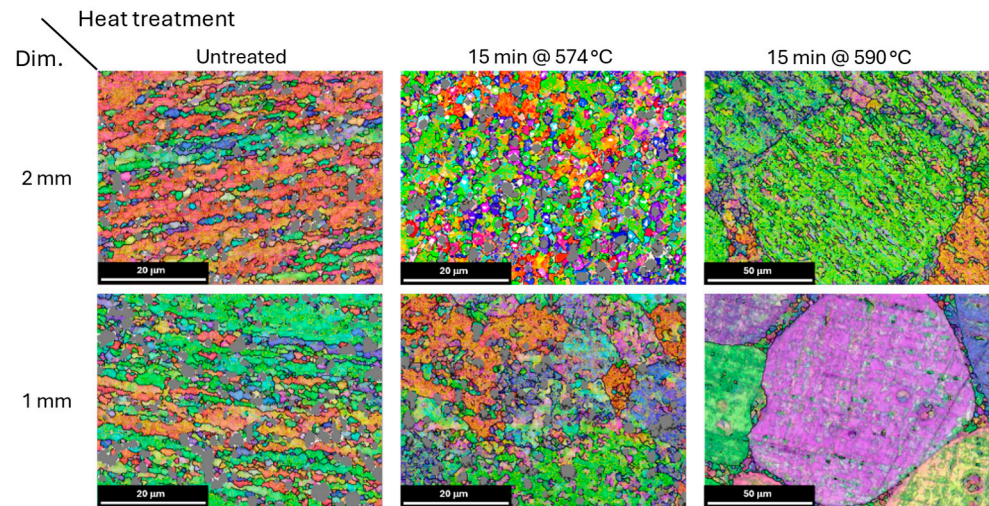 Heat treatment
Dim.
Untreated
15 min @ 574 °C
15 min @ 590 °C
2 mm
20 µm
20 µm
50 µm
1 mm
20 µm
20 µm
50 µm